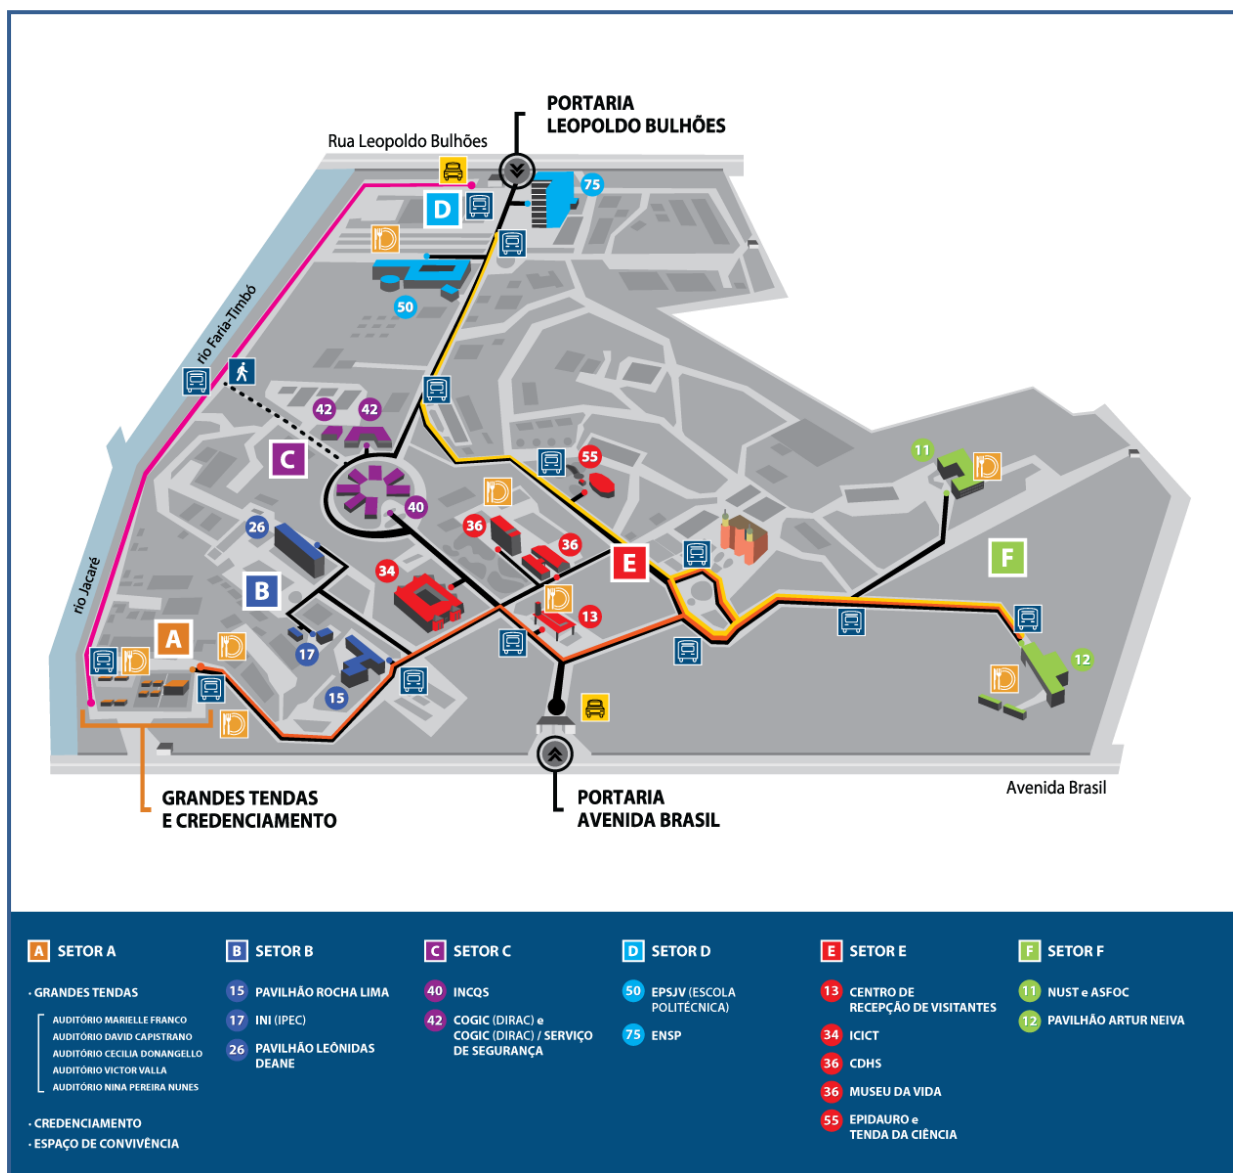 PORTARIA
LEOPOLDO BULHÕES
Rua Leopoldo Bulhões
75
D
50
rio Faria-Timbó
42
42
C
55
11
40
26
36
36
E
F
34
B
rio Jacaré
13
A
17
12
15
Avenida Brasil
GRANDES TENDAS
E CREDENCIAMENTO
PORTARIA
AVENIDA BRASIL
A SETOR A
· GRANDES TENDAS
AUDITÓRIO MARIELLE FRANCO
AUDITÓRIO DAVID CAPISTRANO
AUDITÓRIO CECILIA DONANGELLO
AUDITÓRIO VICTOR VALLA
AUDITÓRIO NINA PEREIRA NUNES
· CREDENCIAMENTO
· ESPAÇO DE CONVIVÊNCIA
B SETOR B
15 PAVILHÃO ROCHA LIMA
17 INI (IPEC)
26 PAVILHÃO LEÔNIDAS
DEANE
C SETOR C
40 INCQS
42 COGIC (DIRAC) e
COGIC (DIRAC) / SERVIÇO
DE SEGURANÇA
D SETOR D
50 EPSJV (ESCOLA
POLITÉCNICA)
75 ENSP
E SETOR E
13 CENTRO DE
RECEPÇÃO DE VISITANTES
34 ICICT
36 CDHS
36 MUSEU DA VIDA
55 EPIDAURO e
TENDA DA CIÊNCIA
F SETOR F
11 NUST e ASFOC
12 PAVILHÃO ARTUR NEIVA